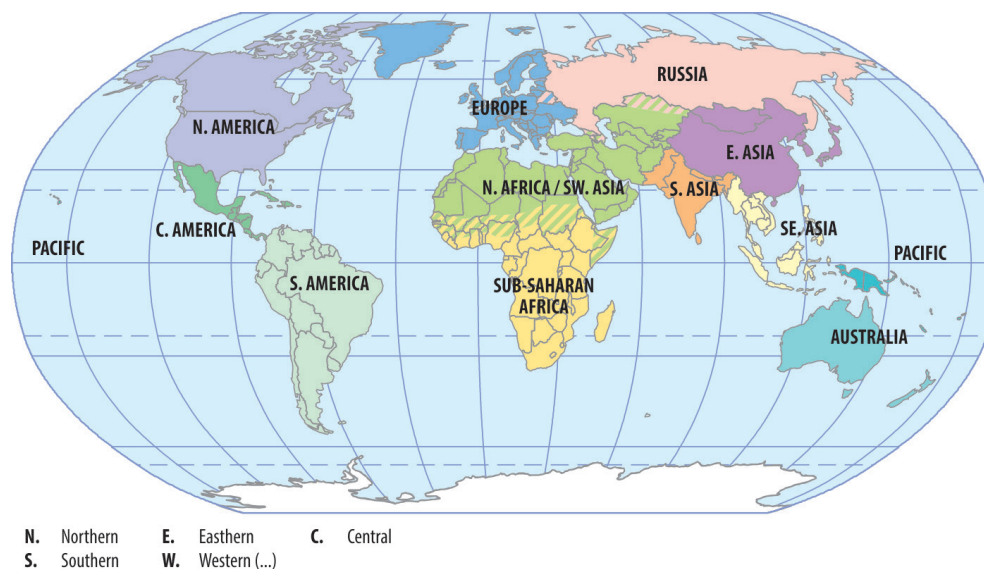 RUSSIA
EUROPE
N. AMERICA
E. ASIA
N. AFRICA / SW. ASIA
S. ASIA
C. AMERICA
SE. ASIA
PACIFIC
PACIFIC
S. AMERICA
SUB-SAHARAN
AFRICA
AUSTRALIA
N. Northern E. Easthern C. Central
S. Southern W. Western (...)